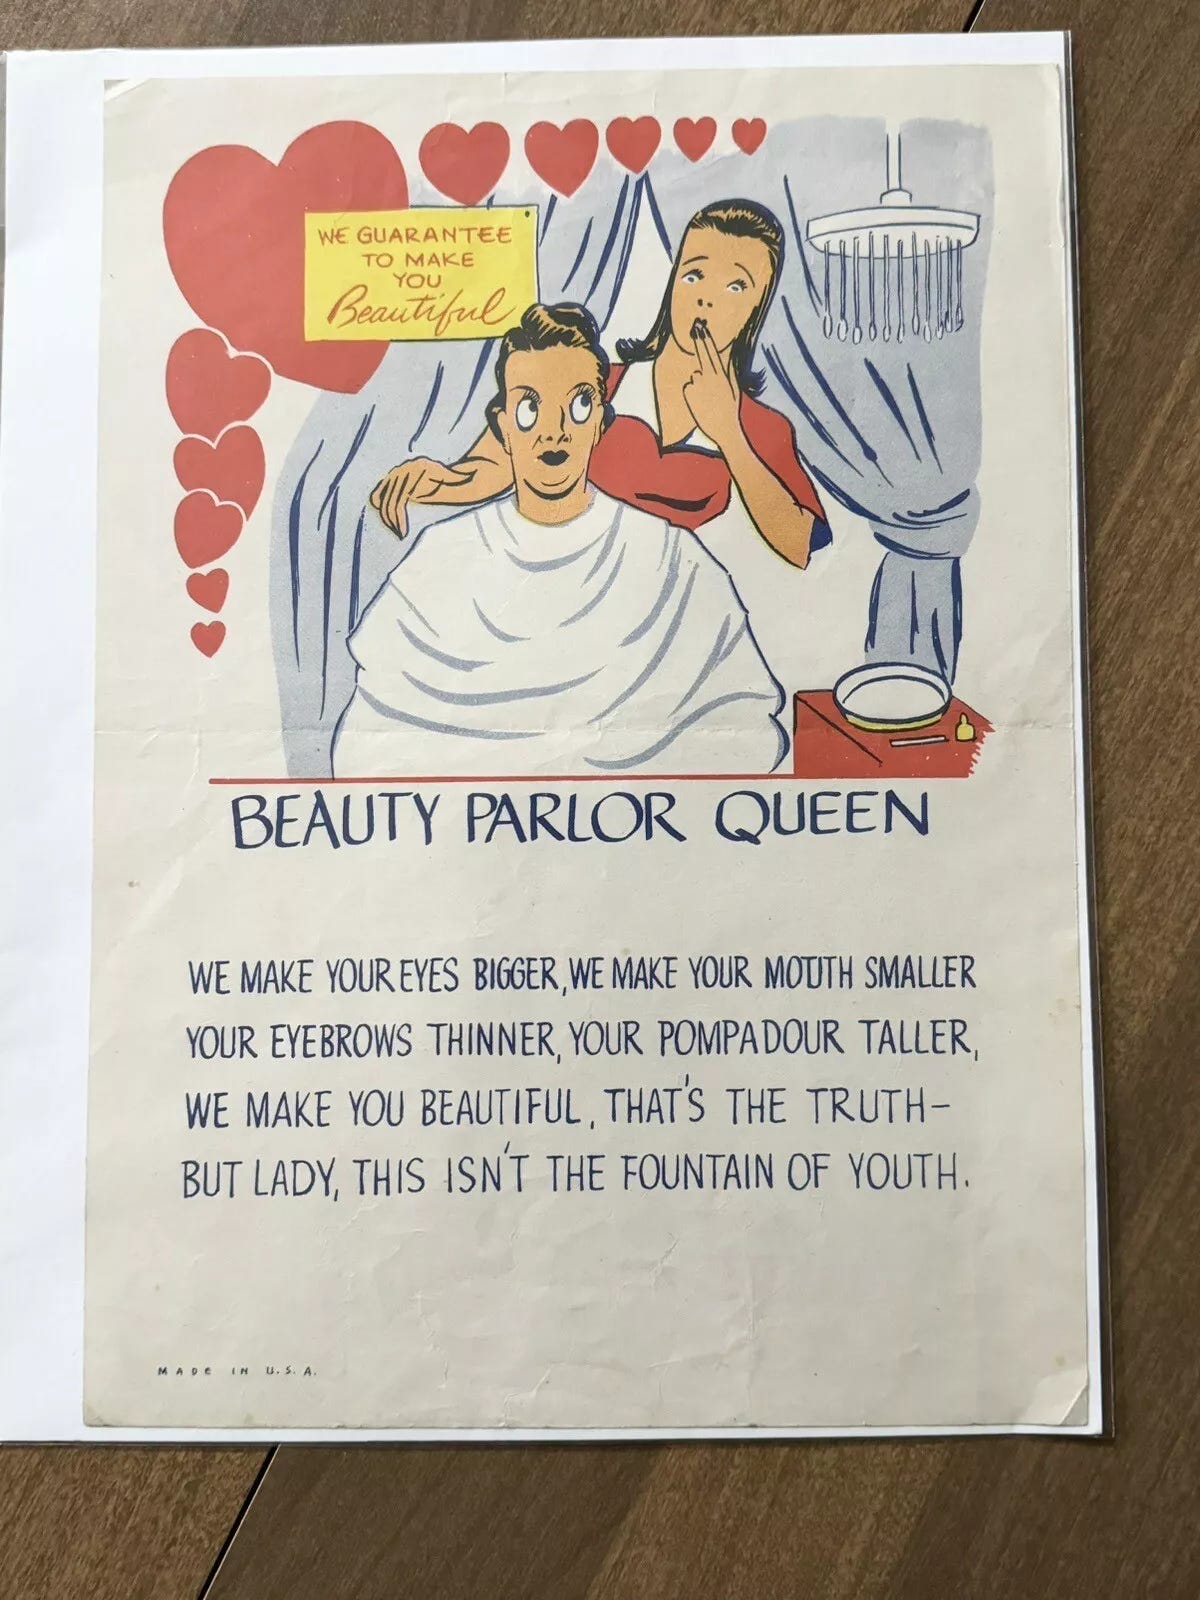 WE GUARANTEE
TO MAKE
YOU
Beautiful
BEAUTY PARLOR QUEEN
WE MAKE YOUR EYES BIGGER, WE MAKE YOUR MOUTH SMALLER
YOUR EYEBROWS THINNER, YOUR POMPADOUR TALLER,
WE MAKE YOU BEAUTIFUL, THAT'S THE TRUTH-
BUT LADY, THIS ISN'T THE FOUNTAIN OF YOUTH.
MADE IN U.S.A.